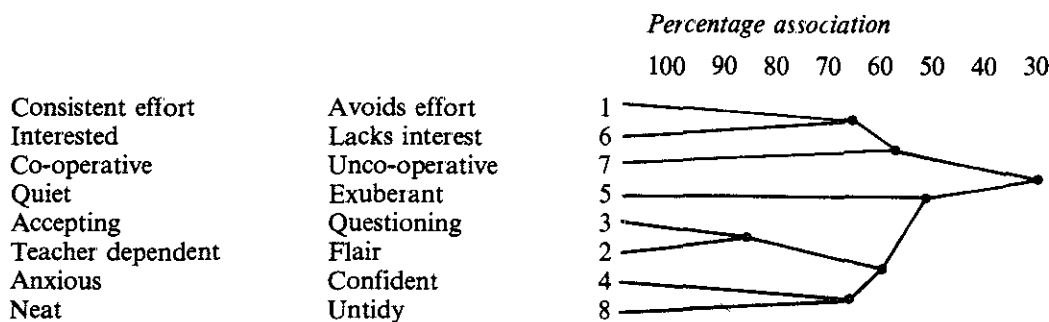 Percentage association
100 90 80 70 60 50 40 30
Consistent effort Avoids effort 1
Interested Lacks interest 6
Co-operative Unco-operative 7
Quiet Exuberant 5
Accepting Questioning 3
Teacher dependent Flair 2
Anxious Confident 4
Neat Untidy 8